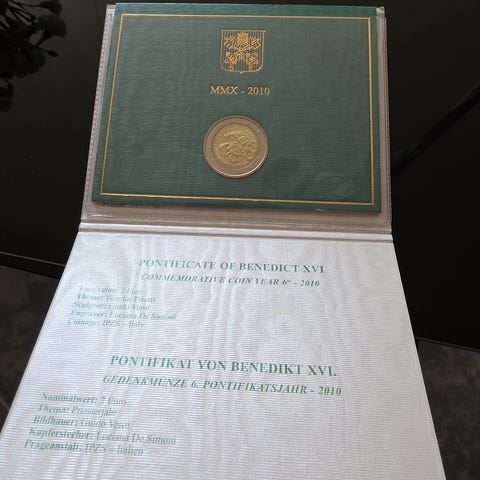 MMX - 2010
PONTIFICATE OF BENEDICT XVI
COMMEMORATIVE COIN YEAR 6° - 2010
Euro value: 2 Euro
Theme: Year for Priests
Sculptor: Guido Veroi
Engraver: Luciana De Simoni
Coinage: IPZS – Italy
PONTIFIKAT VON BENEDIKT XVI.
GEDENKMÜNZE 6. PONTIFIKATSJAHR - 2010
Nominalwert: 2 Euro
Thema: Priesterjahr
Bildhauer: Guido Veroi
Kupferstecher: Luciana De Simoni
Prägeanstalt: IPZS – Italien